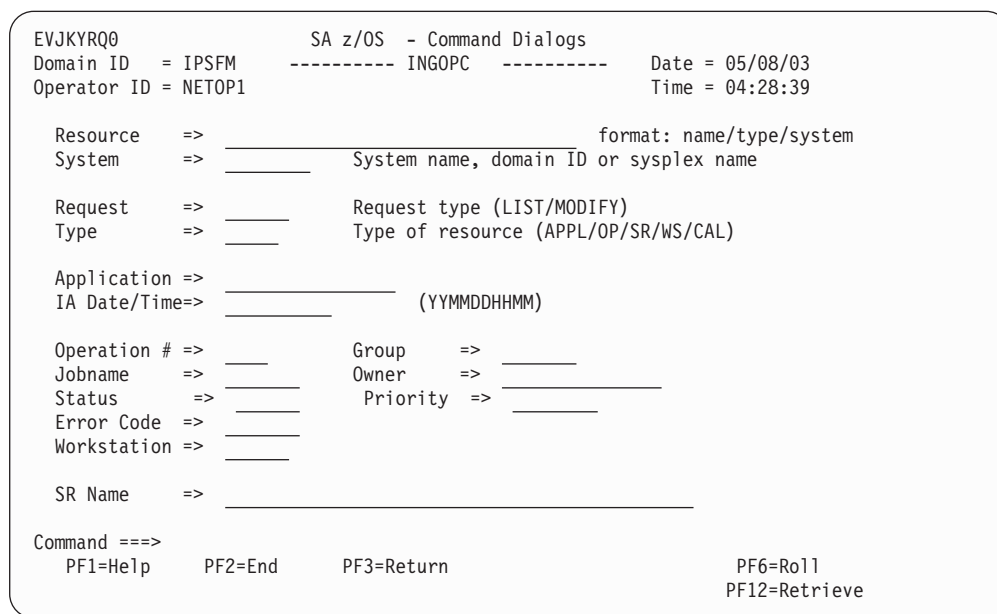 EVJKYRQ0 SA z/OS - Command Dialogs
Domain ID = IPSFM ---------- INGOPC ---------- Date = 05/08/03
Operator ID = NETOP1 Time = 04:28:39
Resource => format: name/type/system
System => System name, domain ID or sysplex name
Request => Request type (LIST/MODIFY)
Type => Type of resource (APPL/OP/SR/WS/CAL)
Application =>
IA Date/Time=> (YYMMDDHHMM)
Operation # => Group =>
Jobname => Owner =>
Status => Priority =>
Error Code =>
Workstation =>
SR Name =>
Command ===>
PF1=Help PF2=End PF3=Return PF6=Roll
PF12=Retrieve